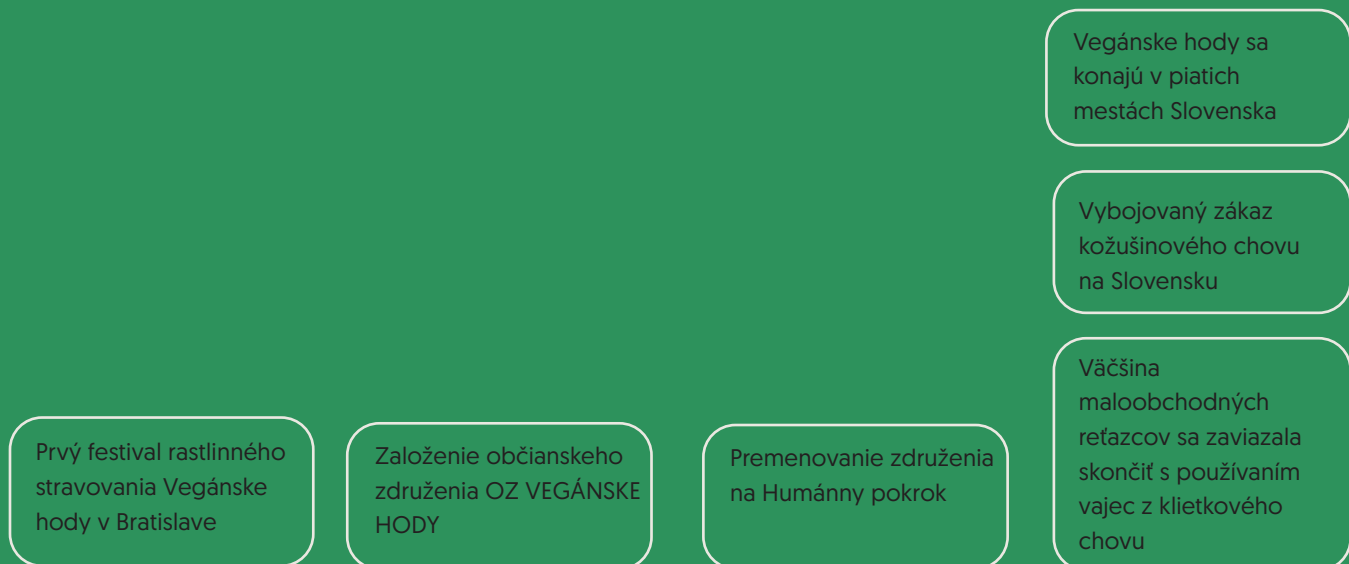 Prvý festival rastlinného
stravovania Vegánske
hody v Bratislave
Založenie občianskeho
združenia OZ VEGÁNSKE
HODY
Premenovanie združenia
na Humánny pokrok
Vegánske hody sa
konajú v piatich
mestách Slovenska
Vybojovaný zákaz
kožušinového chovu
na Slovensku
Väčšina
maloobchodných
reťazcov sa zaviazala
skončiť s používaním
vajec z klietkového
chovu